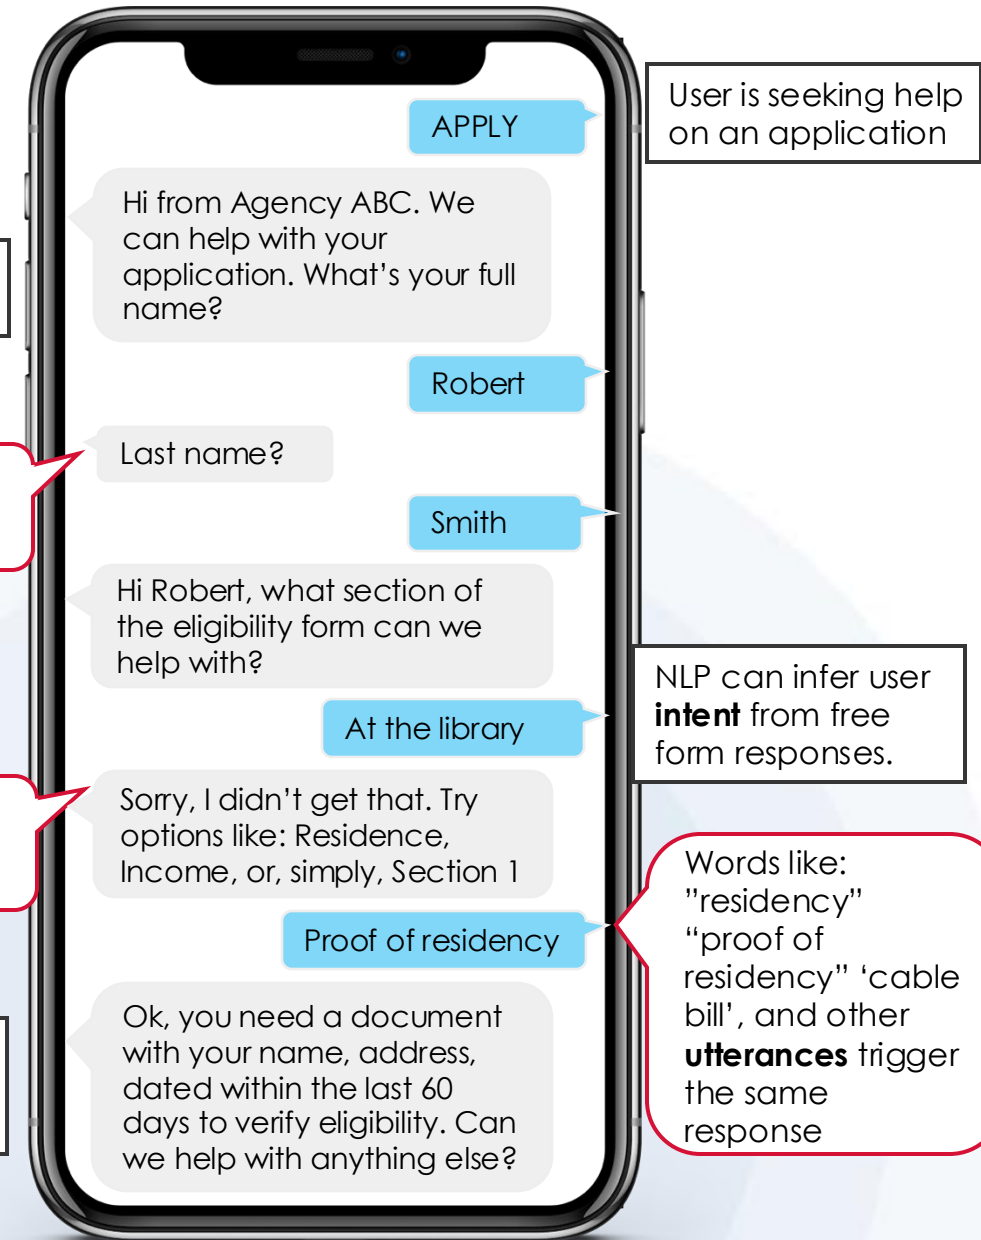 APPLY
User is seeking help
on an application
Hi from Agency ABC. We
can help with your
application. What’s your full
name?
Robert
Last name?
Smith
Hi Robert, what section of
the eligibility form can we
help with?
At the library
NLP can infer user
intent from free
form responses.
Sorry, I didn’t get that. Try
options like: Residence,
Income, or, simply, Section 1
Proof of residency
Words like:
”residency”
“proof of
residency” ‘cable
bill’, and other
utterances trigger
the same
response
Ok, you need a document
with your name, address,
dated within the last 60
days to verify eligibility. Can
we help with anything else?